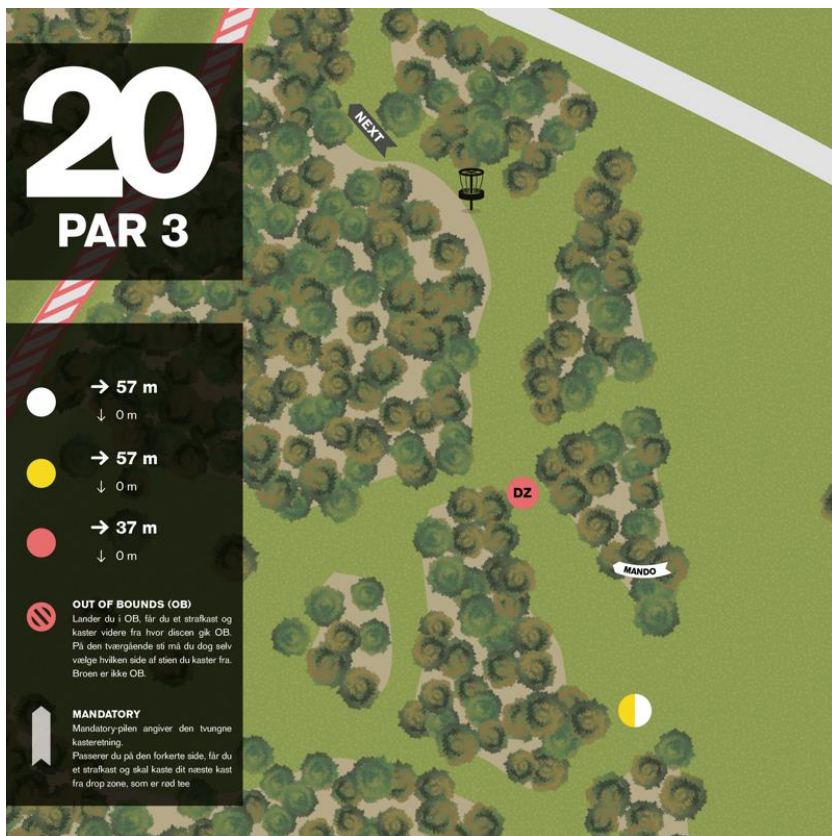 20
PAR 3
→ 57 m
↓ 0 m
→ 57 m
↓ 0 m
→ 37 m
↓ 0 m
OUT OF BOUNDS (OB)
Lander du i OB, får du et strafkast og
kaster videre fra hvor discen gik OB.
På den tværgående sti må du dog selv
vælge hvilken side af stien du kaster fra.
Broen er ikke OB.
MANDATORY
Mandatory-pilen angiver den tvungne
kasteretning.
Passerer du på den forkerte side, får du
et strafkast og skal kaste dit næste kast
fra drop zone, som er rød tee
NEXT
DZ
MANDO